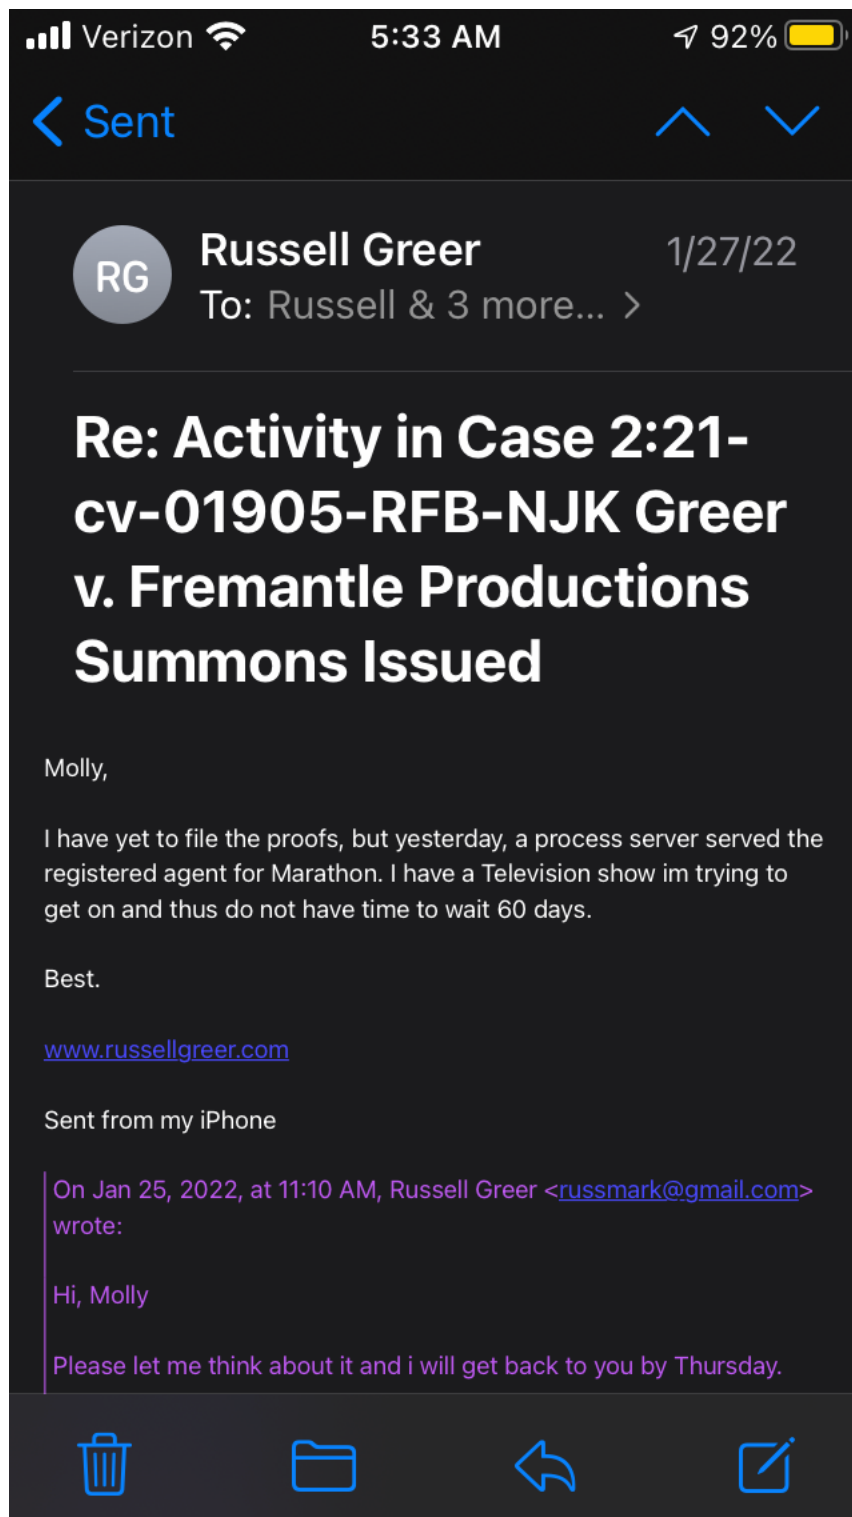 Verizon 5:33 AM 92%
Sent
RG
Russell Greer 1/27/22
To: Russell & 3 more...
Re: Activity in Case 2:21-
cv-01905-RFB-NJK Greer
v. Fremantle Productions
Summons Issued
Molly,
I have yet to file the proofs, but yesterday, a process server served the
registered agent for Marathon. I have a Television show im trying to
get on and thus do not have time to wait 60 days.
Best.
www.russellgreer.com
Sent from my iPhone
On Jan 25, 2022, at 11:10 AM, Russell Greer <russmark@gmail.com>
wrote:
Hi, Molly
Please let me think about it and i will get back to you by Thursday.